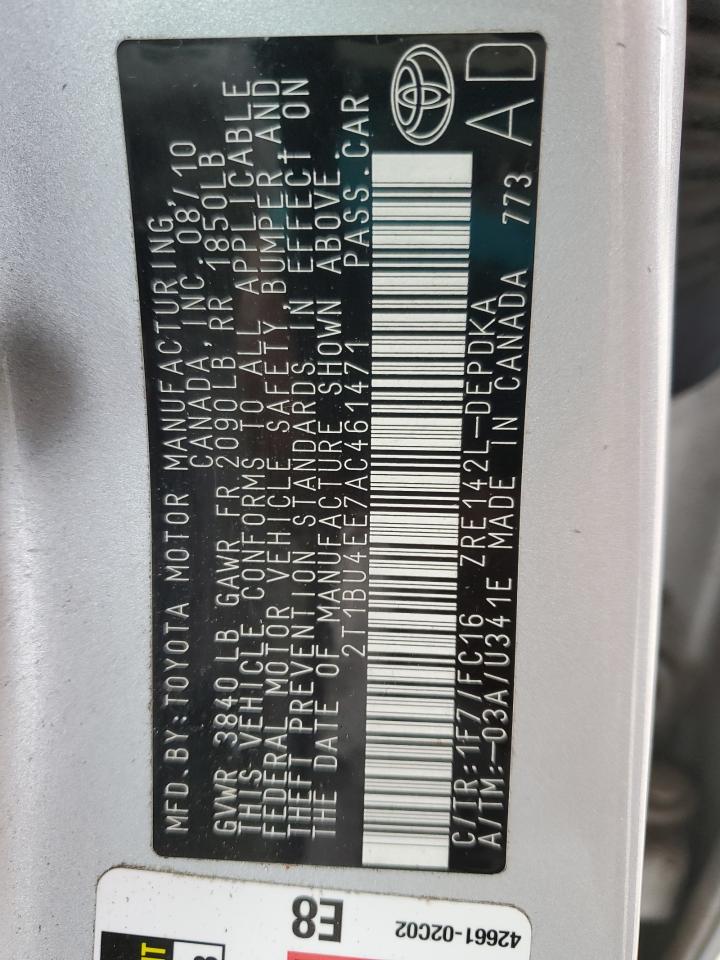 MFD.BY:TOYOTA MOTOR MANUFACTURING,
CANADA,INC. 08/10
GVWR 3840LB GAWR FR 2090LB,RR 1850LB
THIS VEHICLE CONFORMS TO ALL APPLICABLE
FEDERAL MOTOR VEHICLE SAFETY,BUMPER AND
THEFT PREVENTION STANDARDS IN EFFECT ON
THE DATE OF MANUFACTURE SHOWN ABOVE.
2T1BU4EE7AC461471 PASS.CAR
C/TR:1F7/FC16 ZRE142L-DEPDKA
A/TM:-03A/U341E MADE IN CANADA 773
AD
E8
42661-02C02